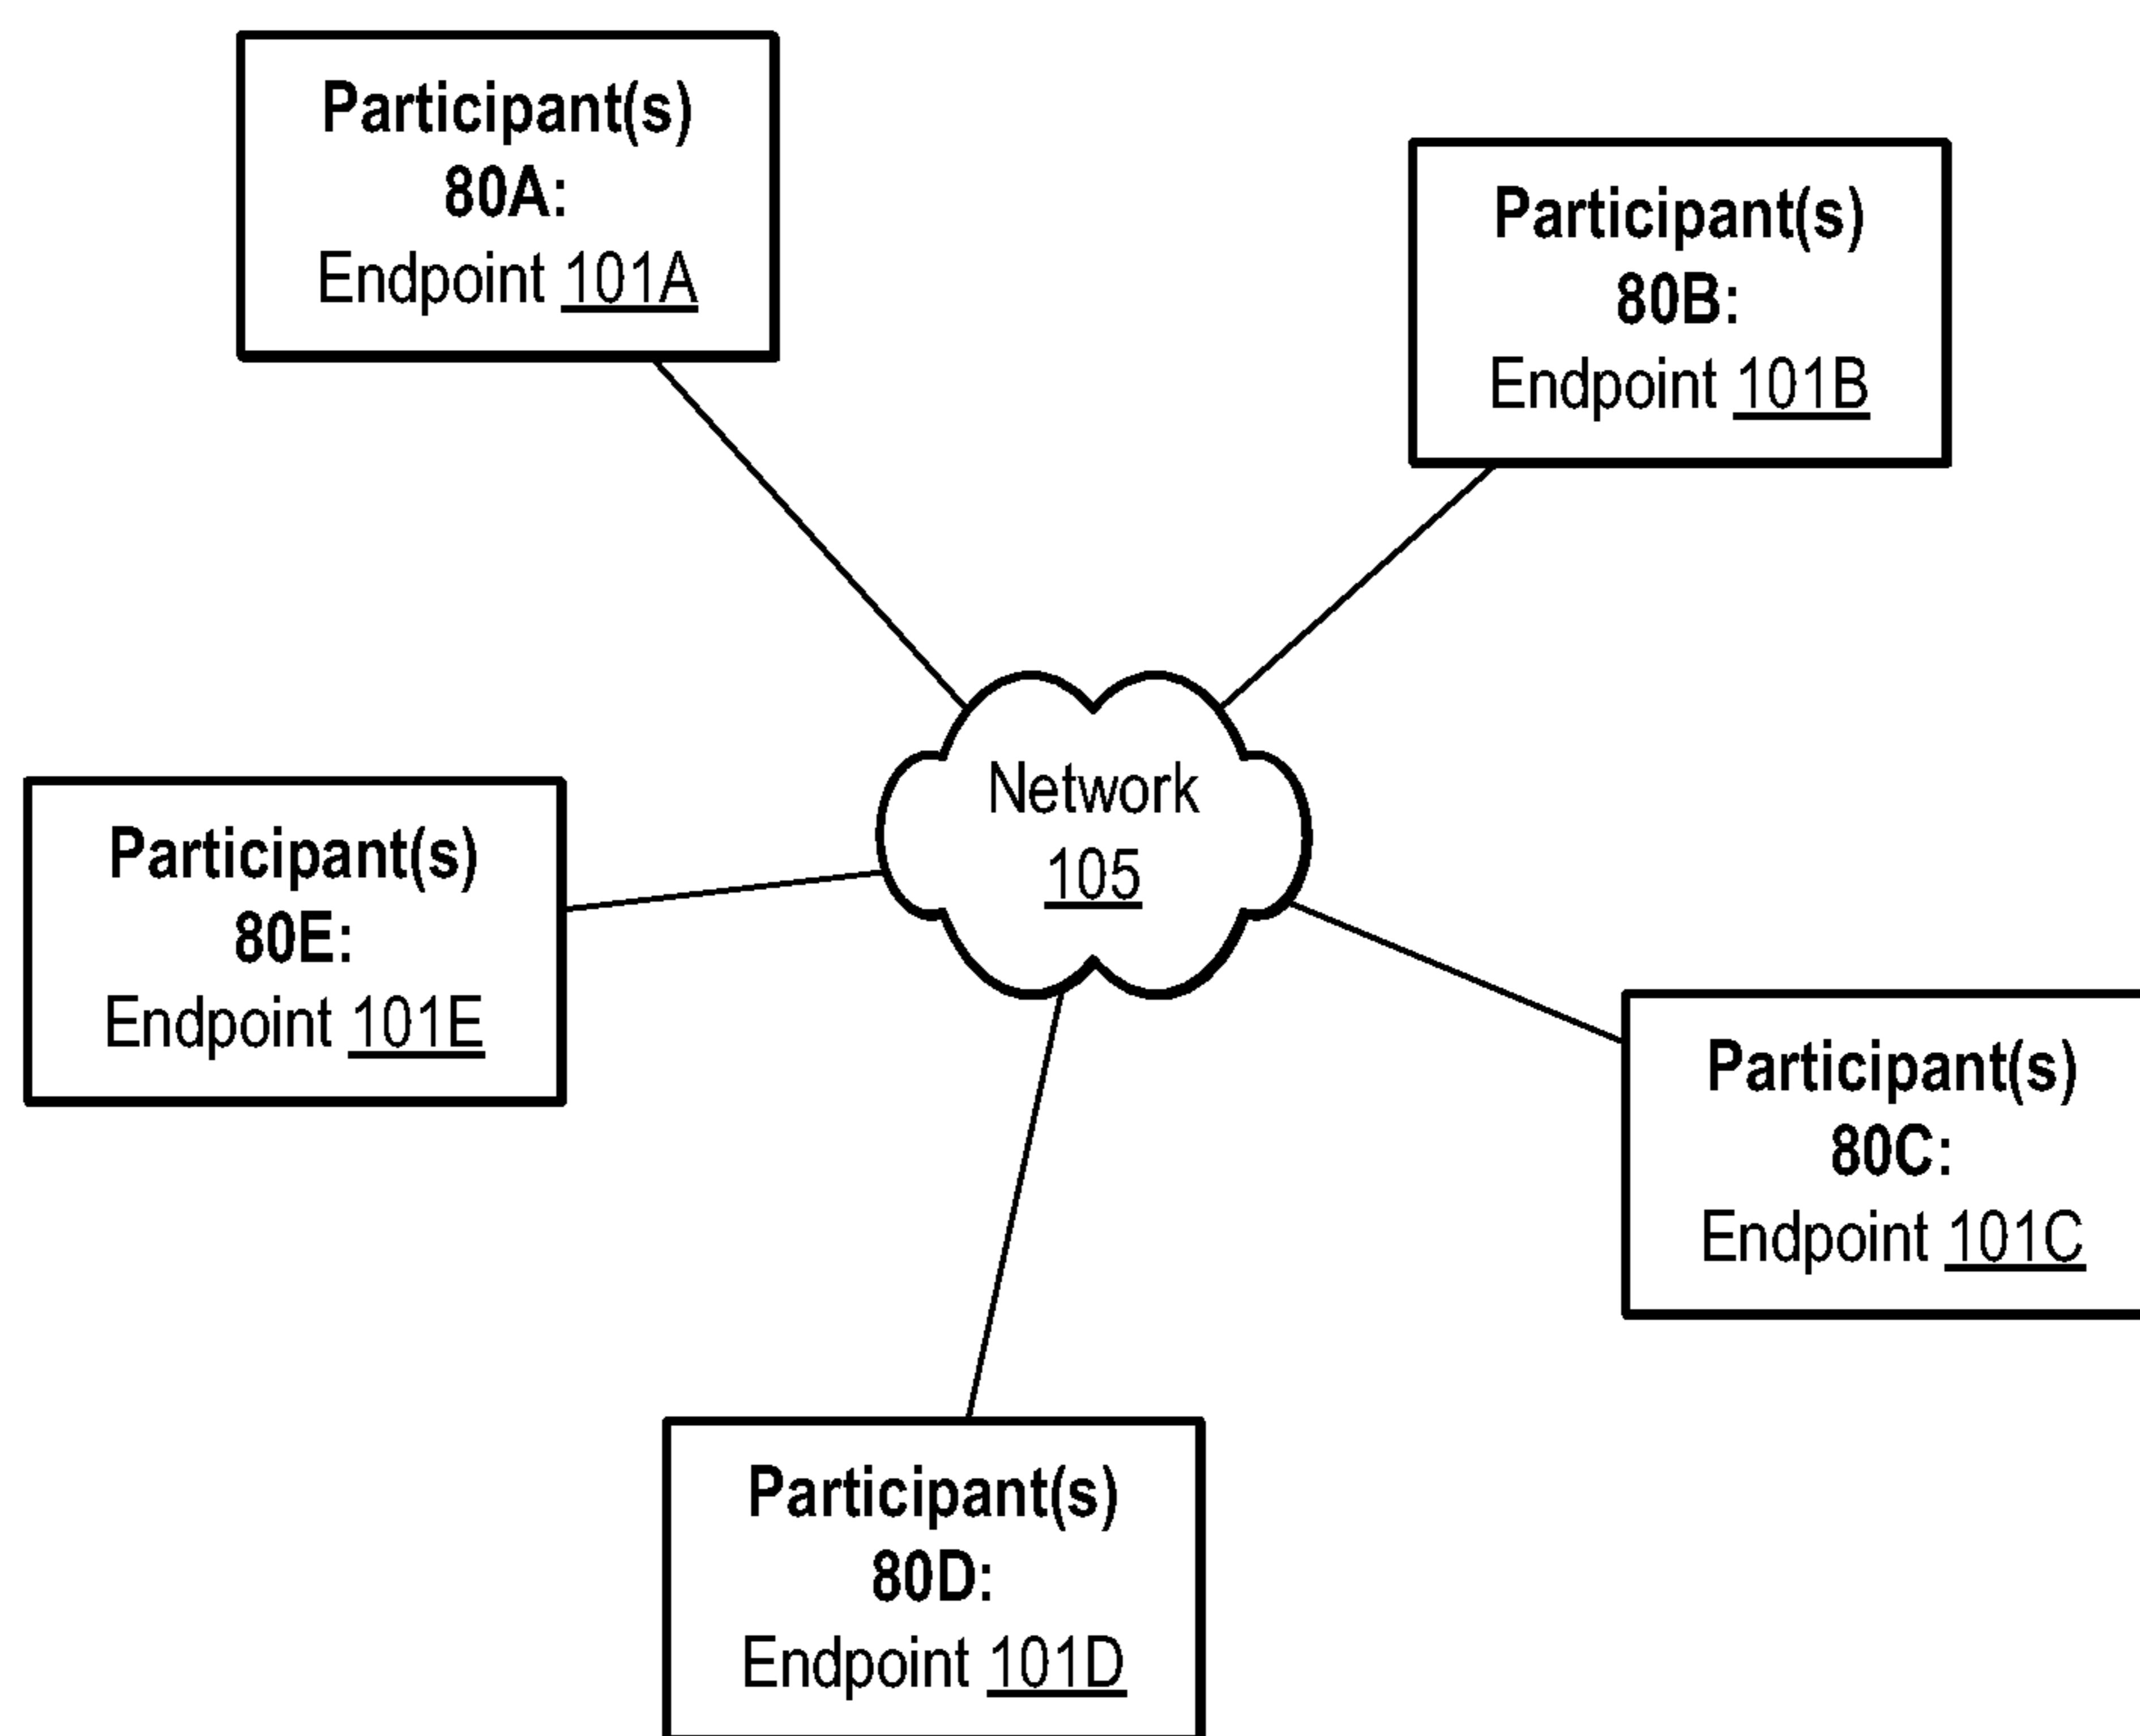 Participant(s)
80A:
Endpoint 101A
Participant(s)
80B:
Endpoint 101B
Network
105
Participant(s)
80E:
Endpoint 101E
Participant(s)
80C:
Endpoint 101C
Participant(s)
80D:
Endpoint 101D